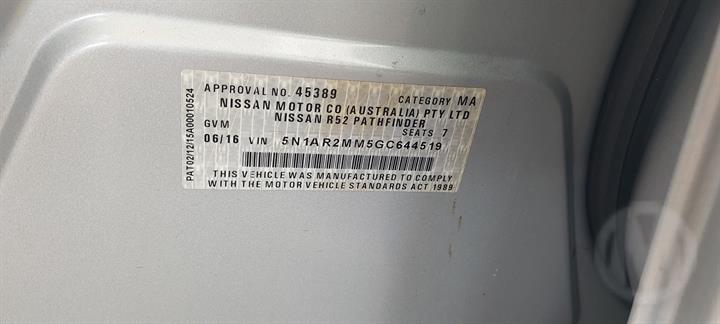 APPROVAL NO. 45389 CATEGORY MA
NISSAN MOTOR CO (AUSTRALIA) PTY LTD
NISSAN R52 PATHFINDER
GVM SEATS 7
06/16 VIN 5N1AR2MM5GC644519
THIS VEHICLE WAS MANUFACTURED TO COMPLY
WITH THE MOTOR VEHICLE STANDARDS ACT 1989
PAT02/12/15A00010524